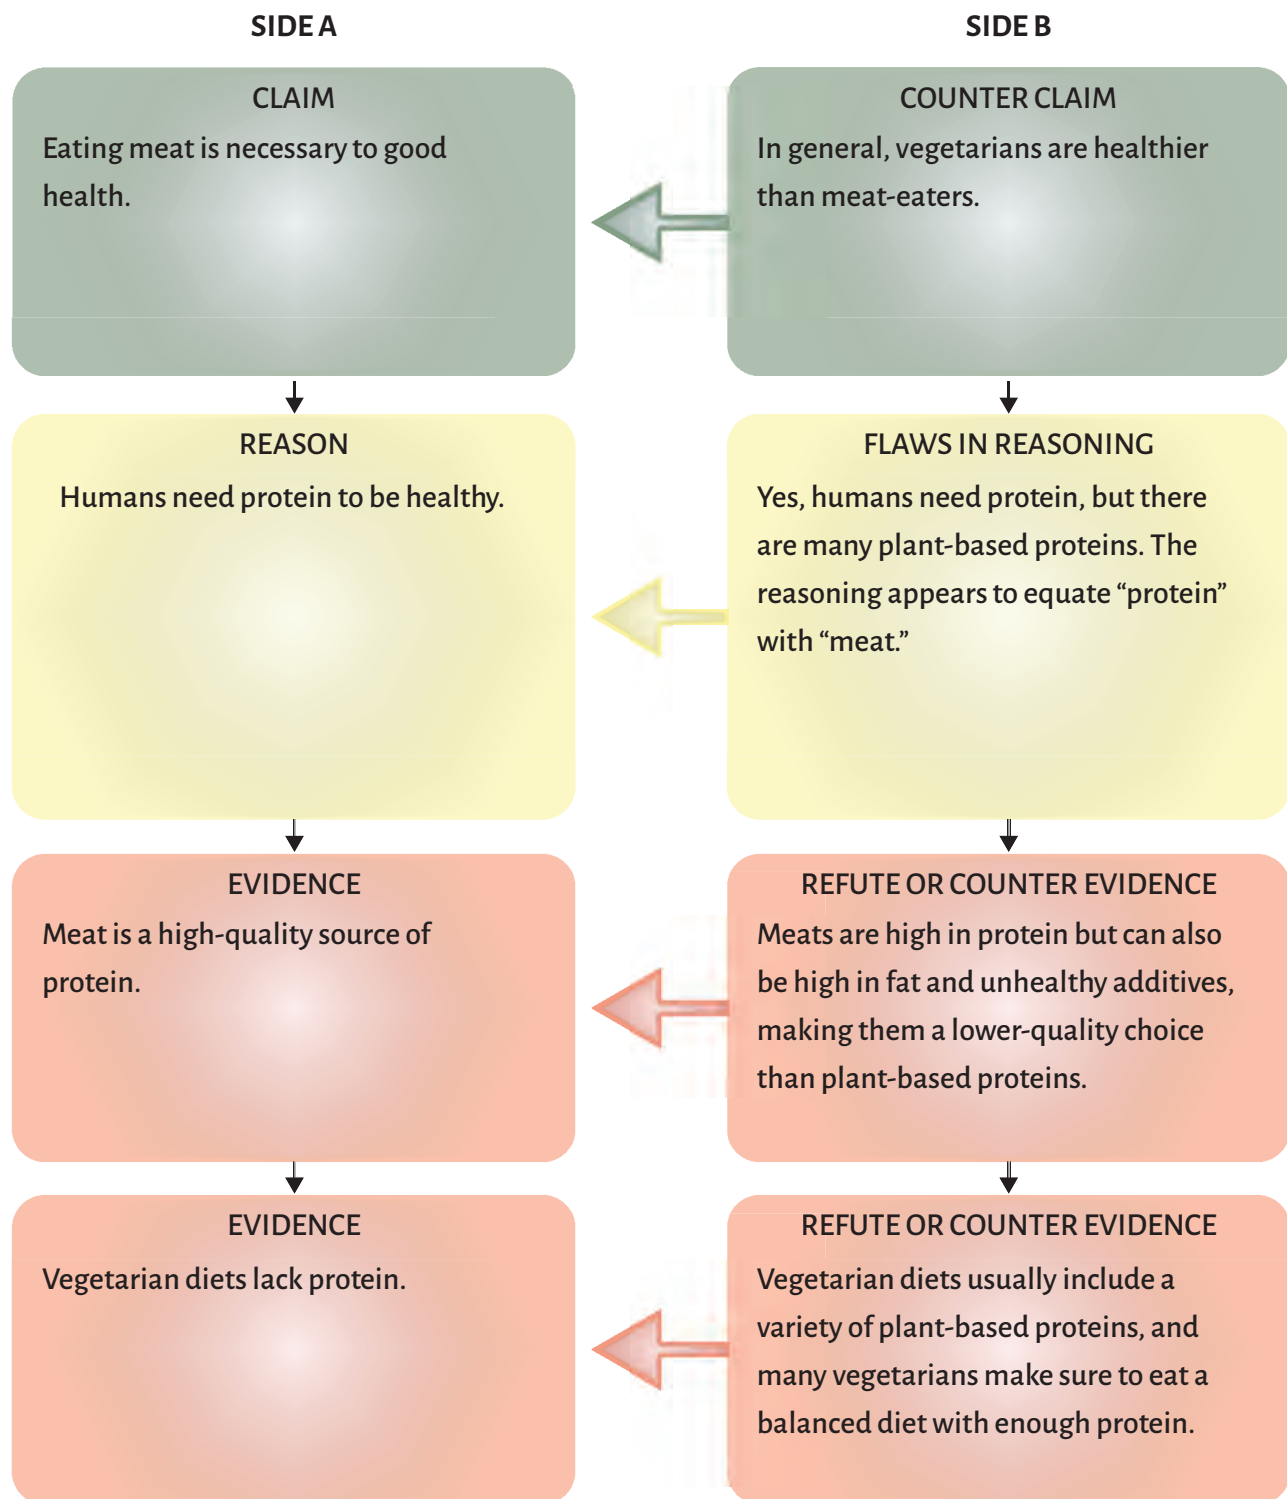 SIDE A
SIDE B
CLAIM
Eating meat is necessary to good
health.
COUNTER CLAIM
In general, vegetarians are healthier
than meat-eaters.
REASON
Humans need protein to be healthy.
FLAWS IN REASONING
Yes, humans need protein, but there
are many plant-based proteins. The
reasoning appears to equate “protein”
with “meat.”
EVIDENCE
Meat is a high-quality source of
protein.
REFUTE OR COUNTER EVIDENCE
Meats are high in protein but can also
be high in fat and unhealthy additives,
making them a lower-quality choice
than plant-based proteins.
EVIDENCE
Vegetarian diets lack protein.
REFUTE OR COUNTER EVIDENCE
Vegetarian diets usually include a
variety of plant-based proteins, and
many vegetarians make sure to eat a
balanced diet with enough protein.